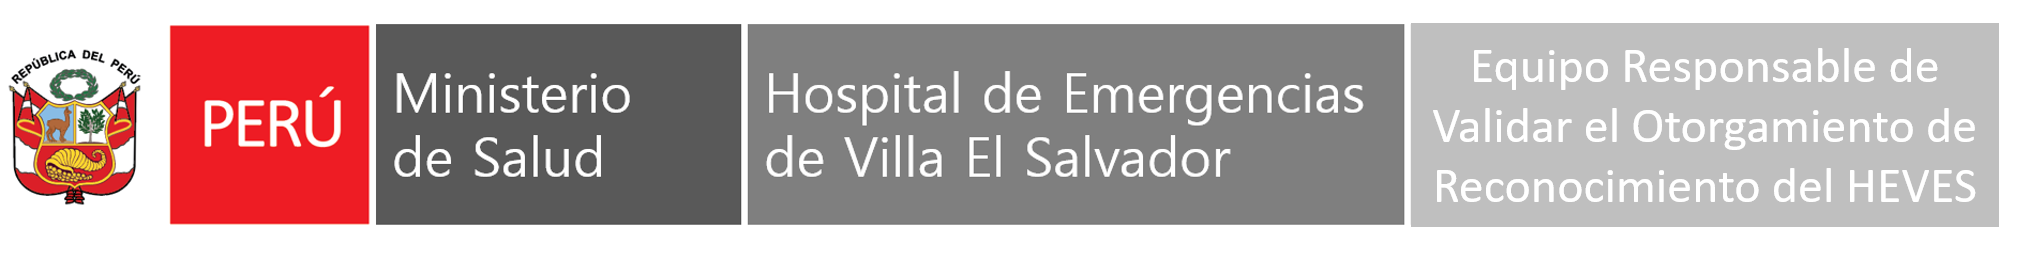 REPÚBLICA DEL PERÚ
PERÚ
Ministerio
de Salud
Hospital de Emergencias
de Villa El Salvador
Equipo Responsable de
Validar el Otorgamiento de
Reconocimiento del HEVES